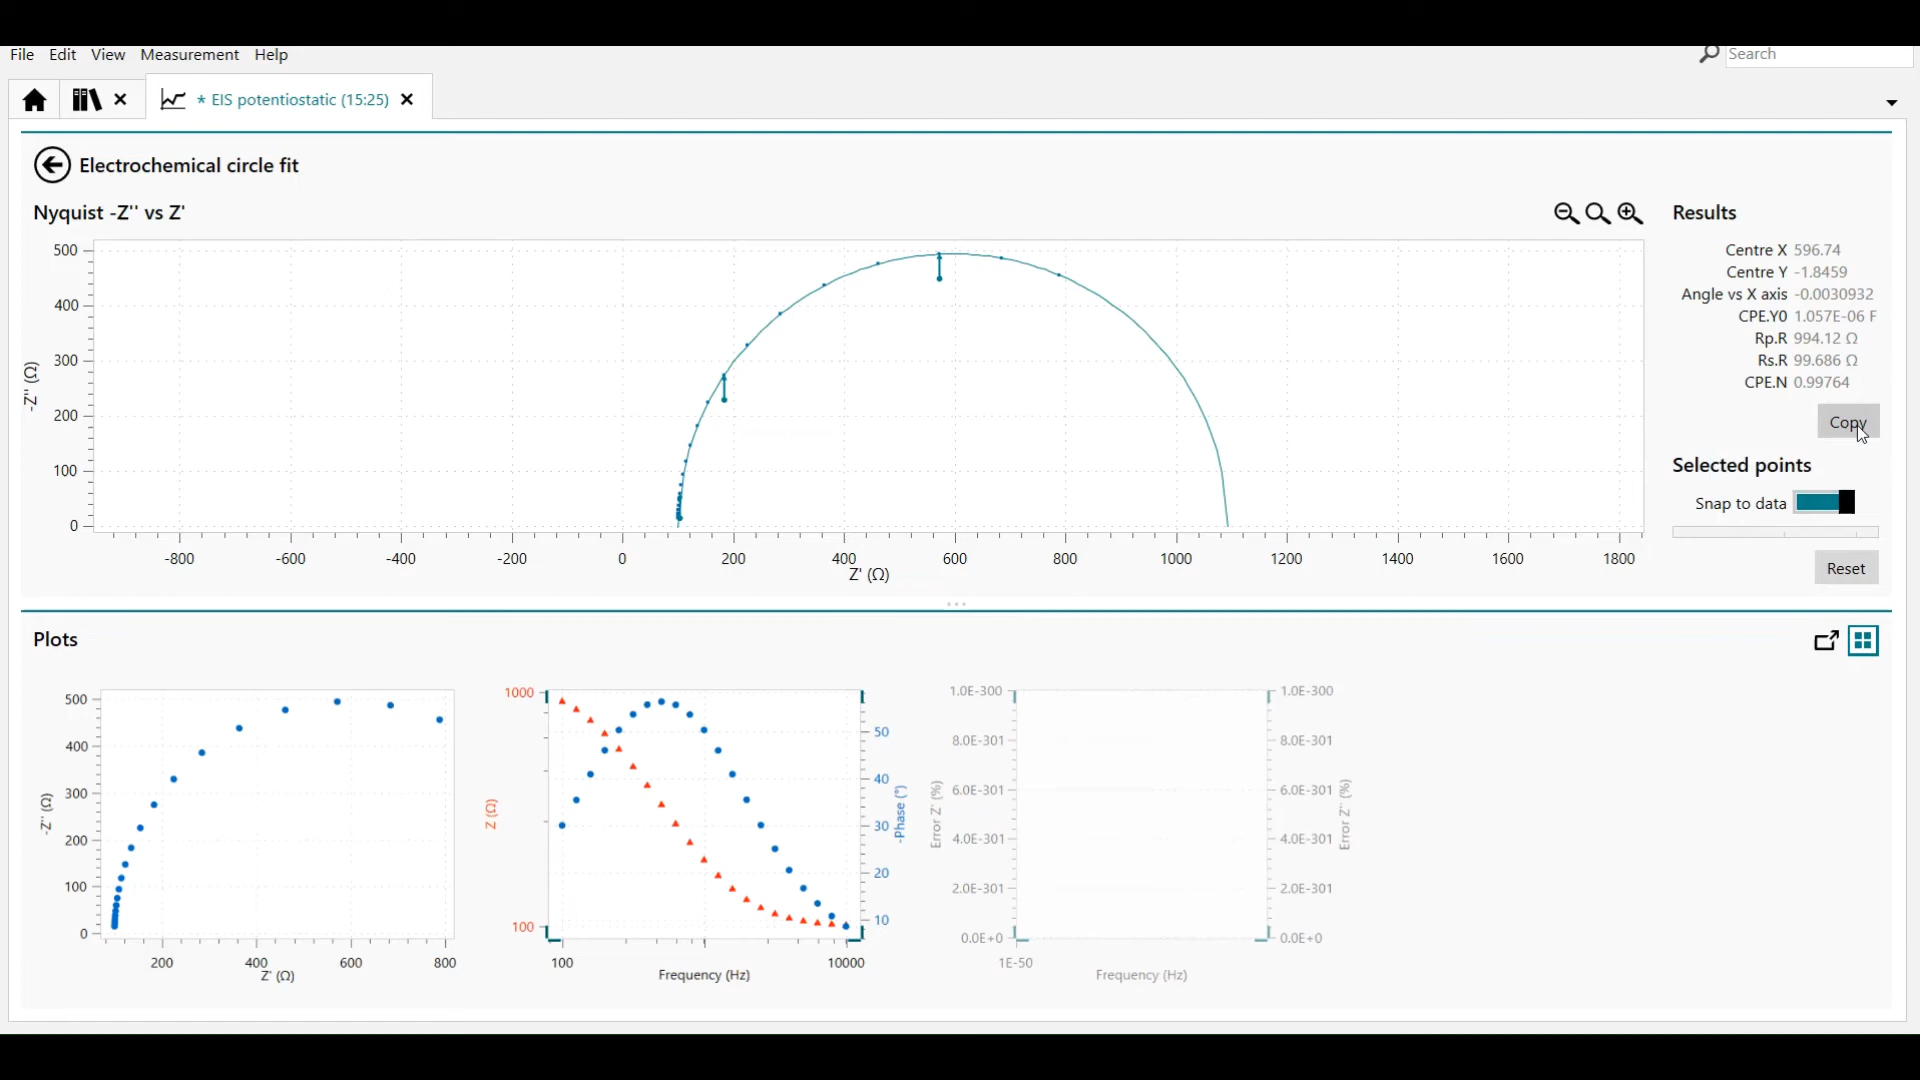 File Edit View Measurement Help
Search
* EIS potentiostatic (15:25)
Electrochemical circle fit
Nyquist -Z'' vs Z'
500
400
300
200
100
0
-Z'' (Ω)
-800 -600 -400 -200 0 200 400 600 800 1000 1200 1400 1600 1800
Z' (Ω)
Results
Centre X 596.74
Centre Y -1.8459
Angle vs X axis -0.0030932
CPE.Y0 1.057E-06 F
Rp.R 994.12 Ω
Rs.R 99.686 Ω
CPE.N 0.99764
Copy
Selected points
Snap to data
Reset
Plots
500
400
300
200
100
0
-Z'' (Ω)
200 400 600 800
Z' (Ω)
1000
100
Z (Ω)
50
40
30
20
10
-Phase (°)
100 10000
Frequency (Hz)
1.0E-300
8.0E-301
6.0E-301
4.0E-301
2.0E-301
0.0E+0
Error Z' (%)
1.0E-300
8.0E-301
6.0E-301
4.0E-301
2.0E-301
0.0E+0
Error Z'' (%)
1E-50
Frequency (Hz)